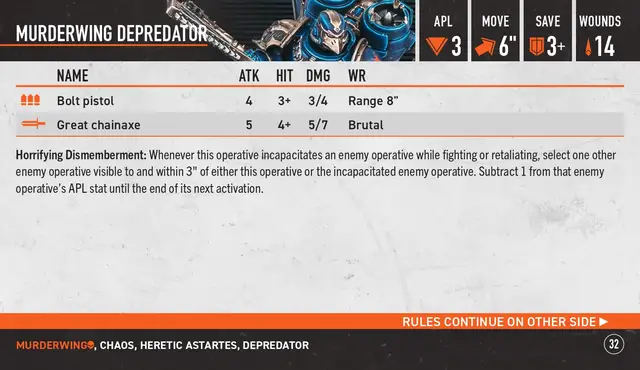 MURDERWING DEPREDATOR
APL 3
MOVE 6"
SAVE 3+
WOUNDS 14
NAME ATK HIT DMG WR
Bolt pistol 4 3+ 3/4 Range 8"
Great chainaxe 5 4+ 5/7 Brutal
Horrifying Dismemberment: Whenever this operative incapacitates an enemy operative while fighting or retaliating, select one other
enemy operative visible to and within 3" of either this operative or the incapacitated enemy operative. Subtract 1 from that enemy
operative's APL stat until the end of its next activation.
RULES CONTINUE ON OTHER SIDE ▶
MURDERWING, CHAOS, HERETIC ASTARTES, DEPREDATOR
32